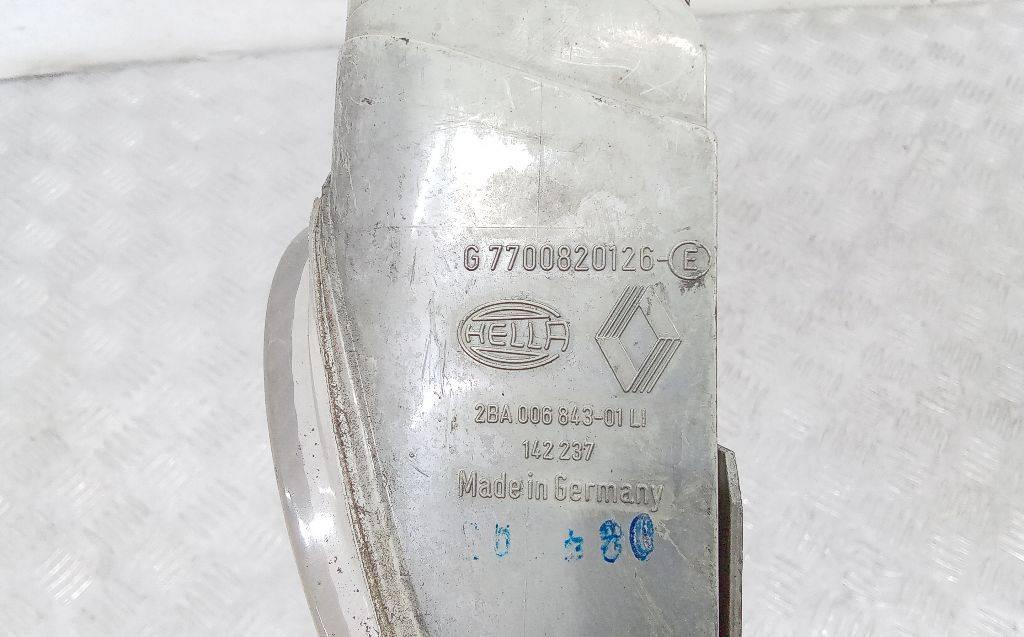 G 7700820126-E
HELLA
2BA 006 843-01 LI
142 237
Made in Germany